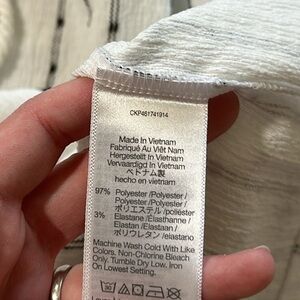 CKP461741914
Made In Vietnam
Fabriqué Au Viêt Nam
Hergestellt In Vietnam
Vervaardigd In Vietnam
ベトナム製
hecho en vietnam
97% Polyester /Polyester /
Polyester /Polyester /
ポリエステル /poliéster
3% Elastane /Élasthanne /
Elastan /Elastaan /
ポリウレタン /elastano
Machine Wash Cold With Like
Colors. Non-Chlorine Bleach
Only. Tumble Dry Low. Iron
On Lowest Setting.